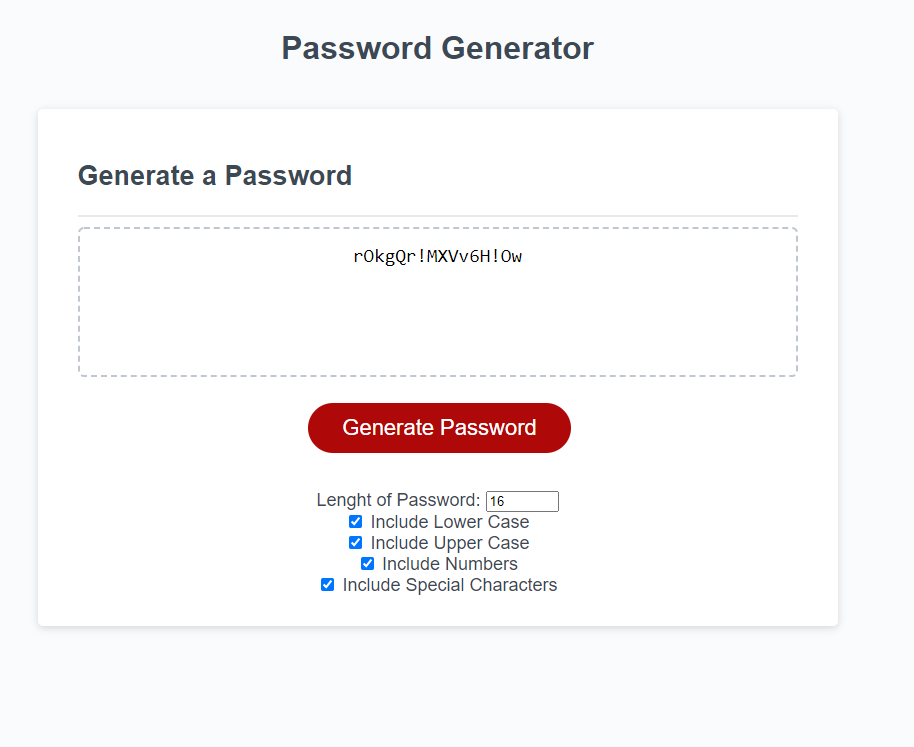 Password Generator
Generate a Password
rOkgQr!MXVv6H!Ow
Generate Password
Lenght of Password: 16
Include Lower Case
Include Upper Case
Include Numbers
Include Special Characters